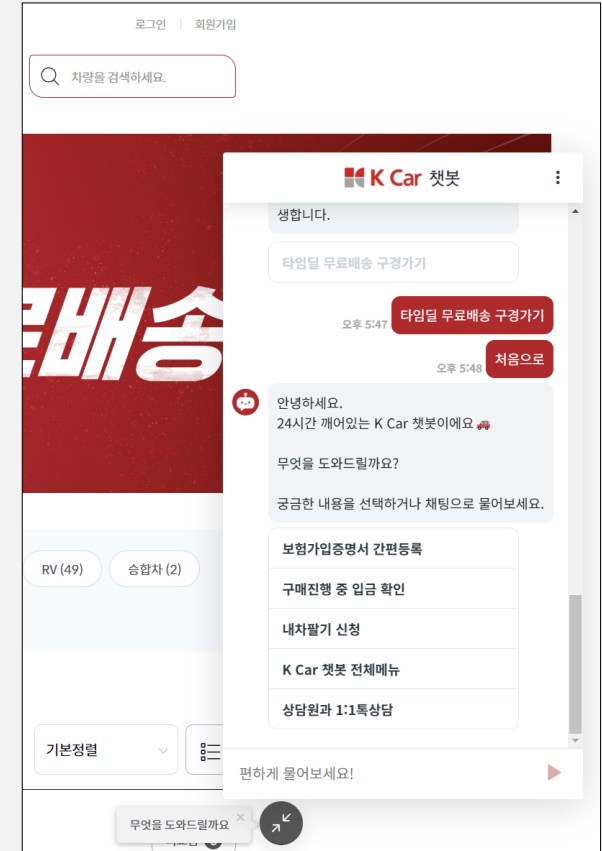 로그인
회원가입
차량을 검색하세요.
료배송
K Car 챗봇
생합니다.
타임딜 무료배송 구경가기
타임딜 무료배송 구경가기
오후 5:47
처음으로
오후 5:48
안녕하세요.
24시간 깨어있는 K Car 챗봇이에요
무엇을 도와드릴까요?
궁금한 내용을 선택하거나 채팅으로 물어보세요.
보험가입증명서 간편등록
구매진행 중 입금 확인
내차팔기 신청
K Car 챗봇 전체메뉴
상담원과 1:1톡상담
편하게 물어보세요!
RV (49)
승합차 (2)
기본정렬
무엇을 도와드릴까요